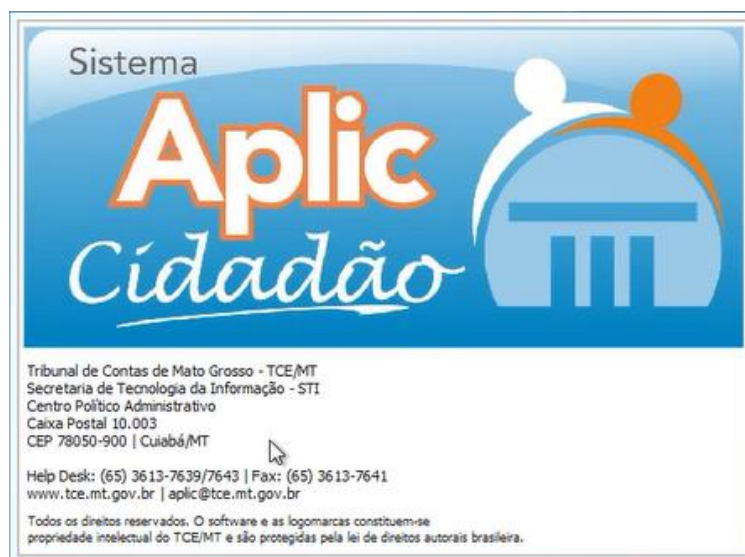 Sistema
Aplic
Cidadão
Tribunal de Contas de Mato Grosso - TCE/MT
Secretaria de Tecnologia da Informação - STI
Centro Político Administrativo
Caixa Postal 10.003
CEP 78050-900 | Cuiabá/MT
Help Desk: (65) 3613-7639/7643 | Fax: (65) 3613-7641
www.tce.mt.gov.br | aplic@tce.mt.gov.br
Todos os direitos reservados. O software e as logomarcas constituem-se
propriedade intelectual do TCE/MT e são protegidas pela lei de direitos autorais brasileira.